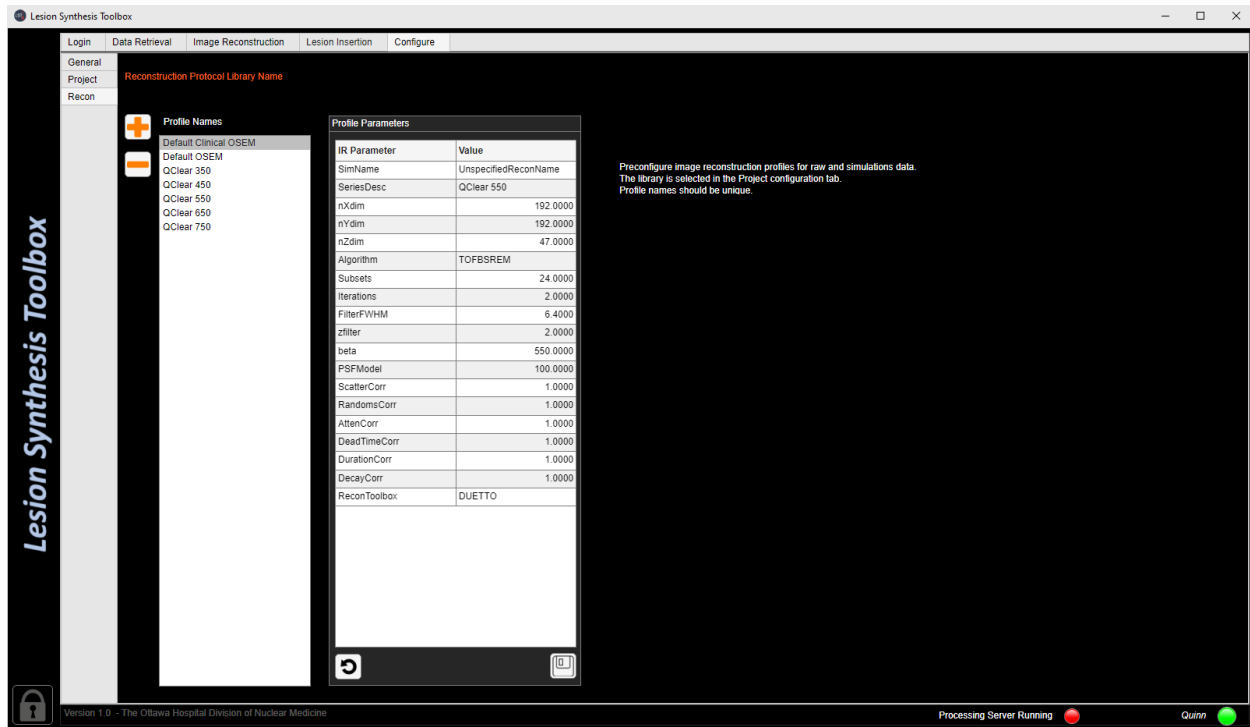 Lesion Synthesis Toolbox
Login Data Retrieval Image Reconstruction Lesion Insertion Configure
General
Project
Recon
Reconstruction Protocol Library Name
Profile Names
Default Clinical OSEM
Default OSEM
QClear 350
QClear 450
QClear 550
QClear 650
QClear 750
Profile Parameters
IR Parameter Value
SimName UnspecifiedReconName
SeriesDesc QClear 550
nXdim 192.0000
nYdim 192.0000
nZdim 47.0000
Algorithm TOFBSREM
Subsets 24.0000
Iterations 2.0000
FilterFWHM 6.4000
zfilter 2.0000
beta 550.0000
PSFModel 100.0000
ScatterCorr 1.0000
RandomsCorr 1.0000
AttenCorr 1.0000
DeadTimeCorr 1.0000
DurationCorr 1.0000
DecayCorr 1.0000
ReconToolbox DUETTO
Preconfigure image reconstruction profiles for raw and simulations data.
The library is selected in the Project configuration tab.
Profile names should be unique.
Lesion Synthesis Toolbox
Version 1.0 - The Ottawa Hospital Division of Nuclear Medicine
Processing Server Running
Quinn